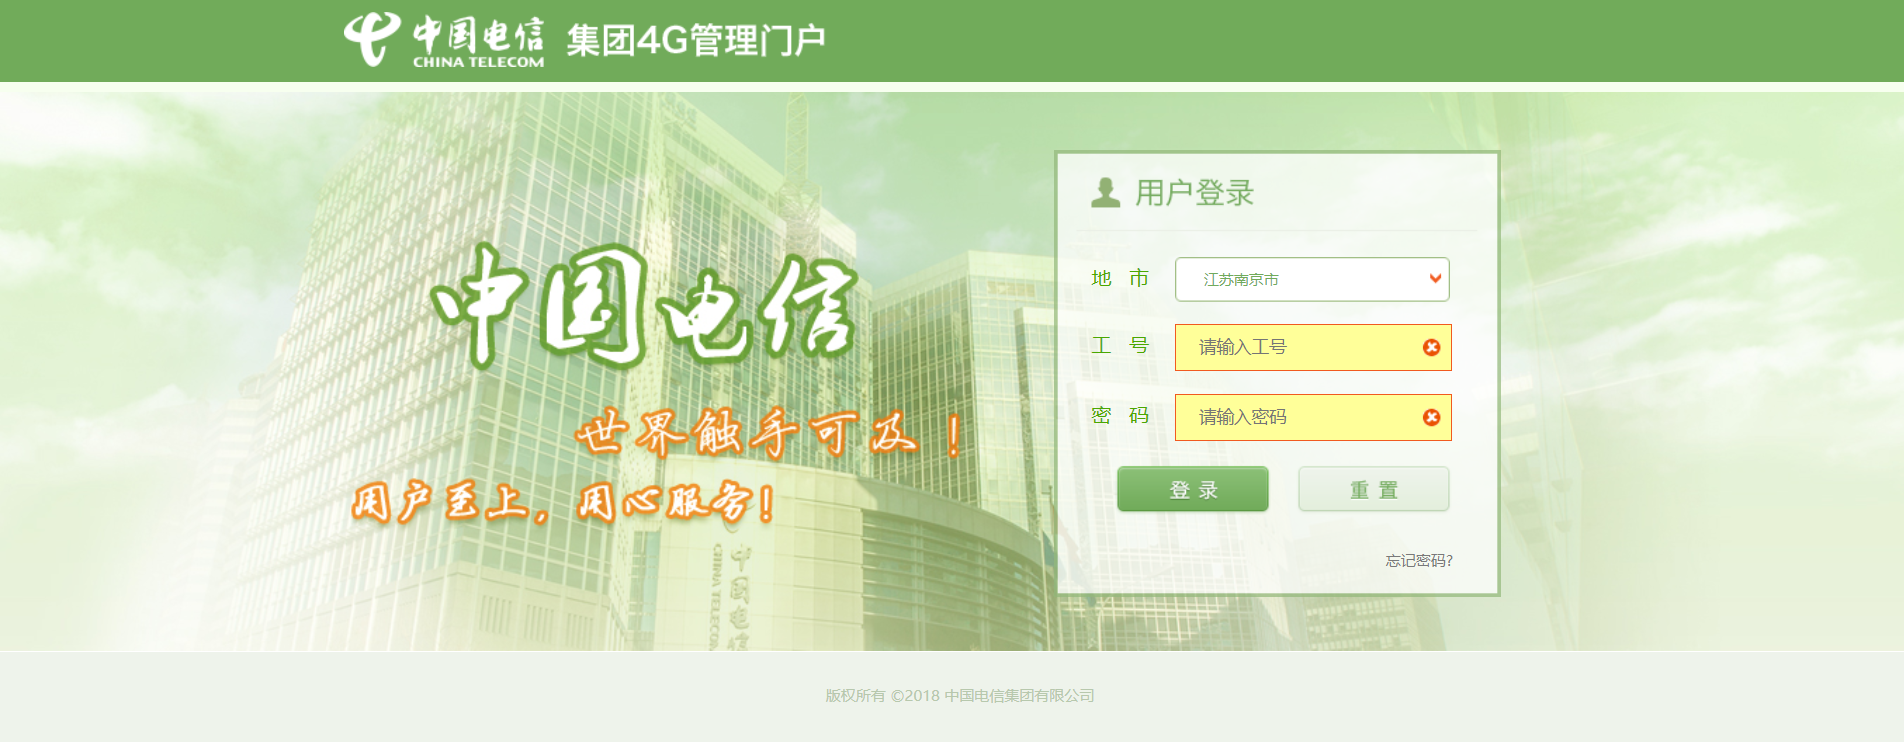 中国电信 集团4G管理门户
CHINA TELECOM
中国电信
世界触手可及！
用户至上，用心服务！
中国电信
CHINA TELECOM
用户登录
地 市 江苏南京市
工 号 请输入工号
密 码 请输入密码
登 录 重 置
忘记密码?
版权所有 ©2018 中国电信集团有限公司